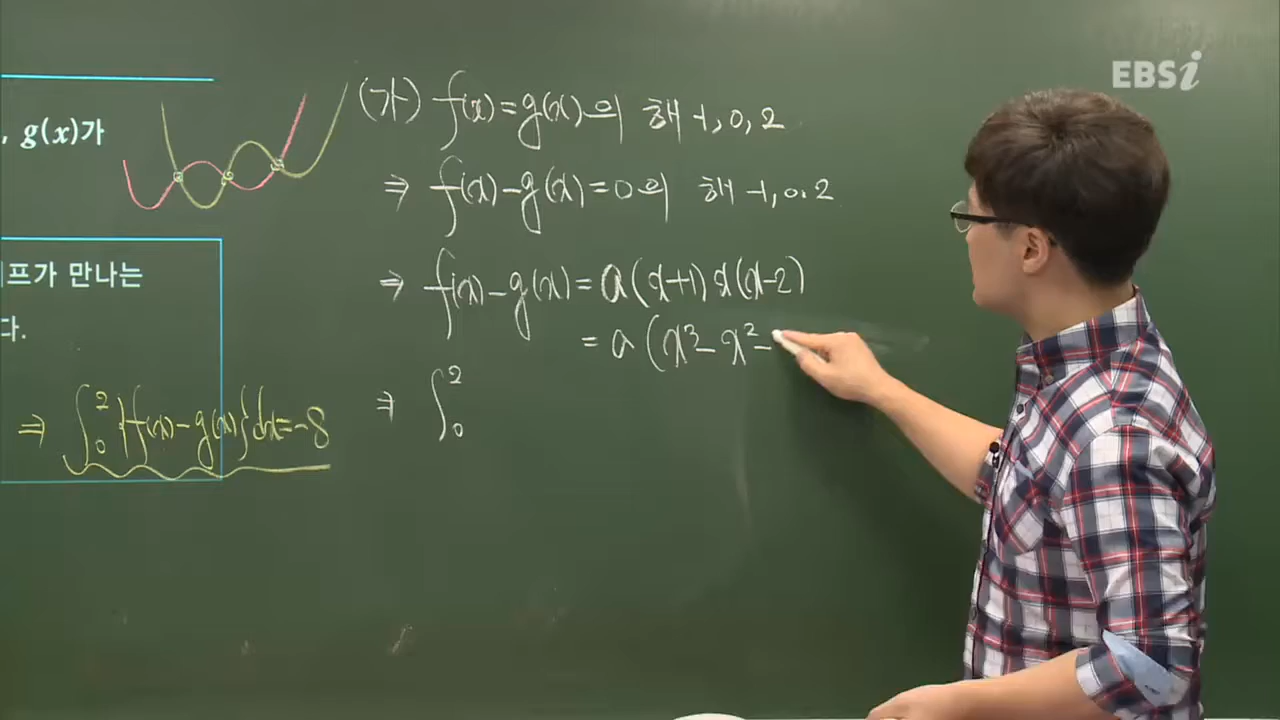 EBSi
, g(x)가
(가) f(x)=g(x)의 해 -1, 0, 2
⇒ f(x)-g(x)=0의 해 -1, 0. 2
프가 만나는
다.
⇒ f(x)-g(x)=a(x+1)x(x-2)
=a(x³-x²-
⇒ ∫₀² {f(x)-g(x)}dx=-8
⇒ ∫₀²